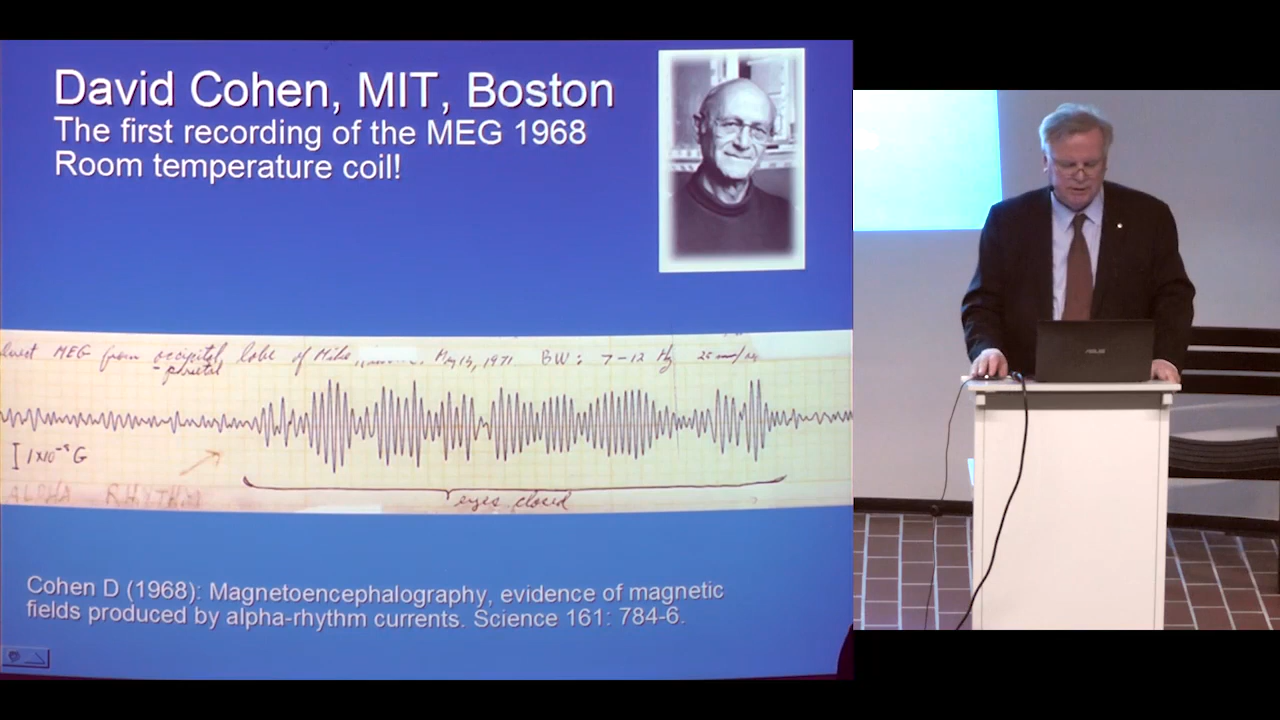 David Cohen, MIT, Boston
The first recording of the MEG 1968
Room temperature coil!
MEG from occipital lobe of Mike May 14, 1971 BW: 7-12 Hz
- parietal
ALPHA RHYTHM
eyes closed
Cohen D (1968): Magnetoencephalography, evidence of magnetic
fields produced by alpha-rhythm currents. Science 161: 784-6.
ASUS